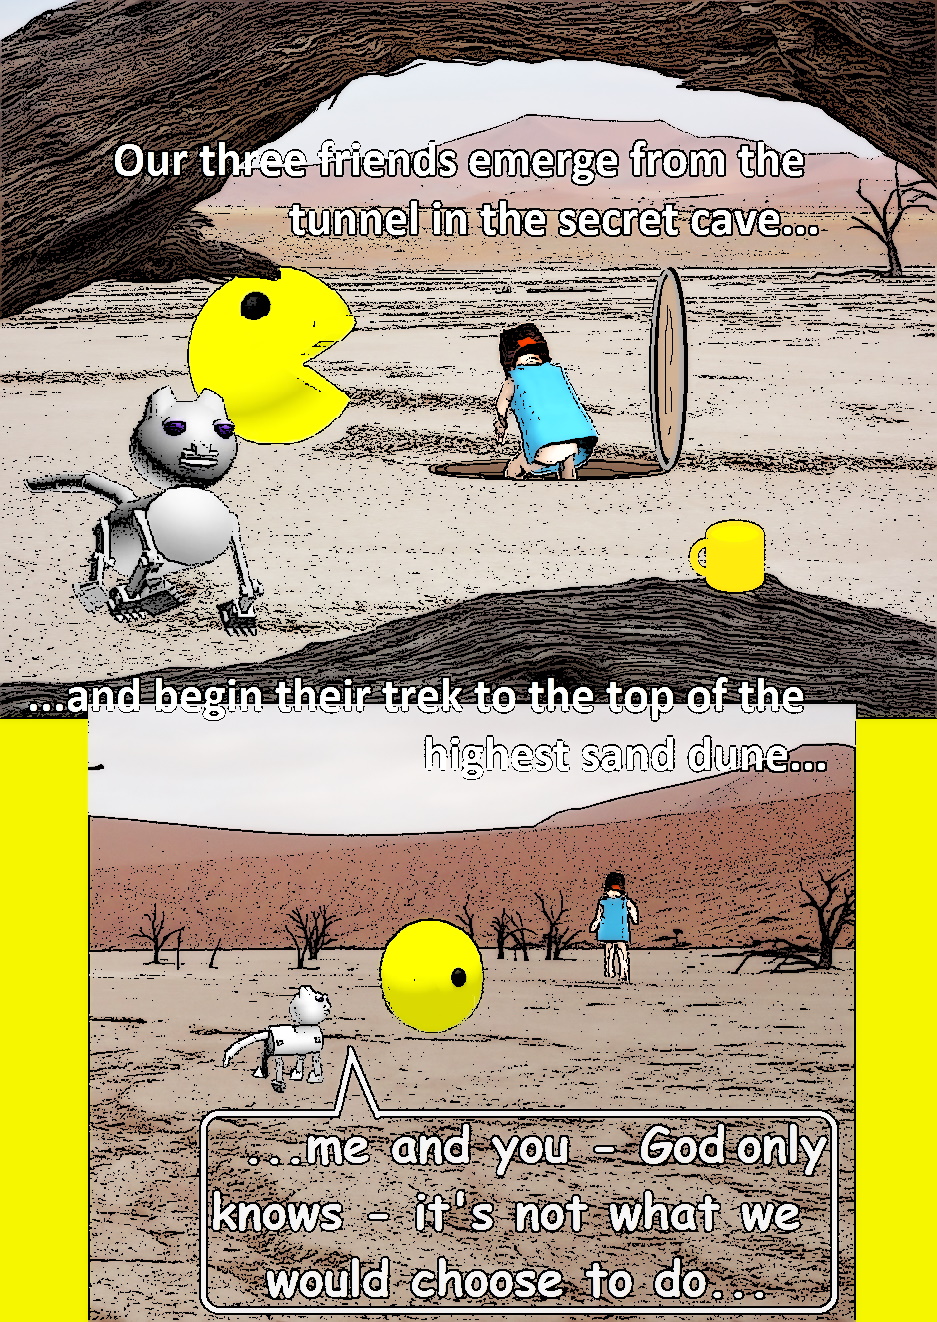 Our three friends emerge from the
tunnel in the secret cave...
...and begin their trek to the top of the
highest sand dune...
...me and you - God only
knows - it's not what we
would choose to do...